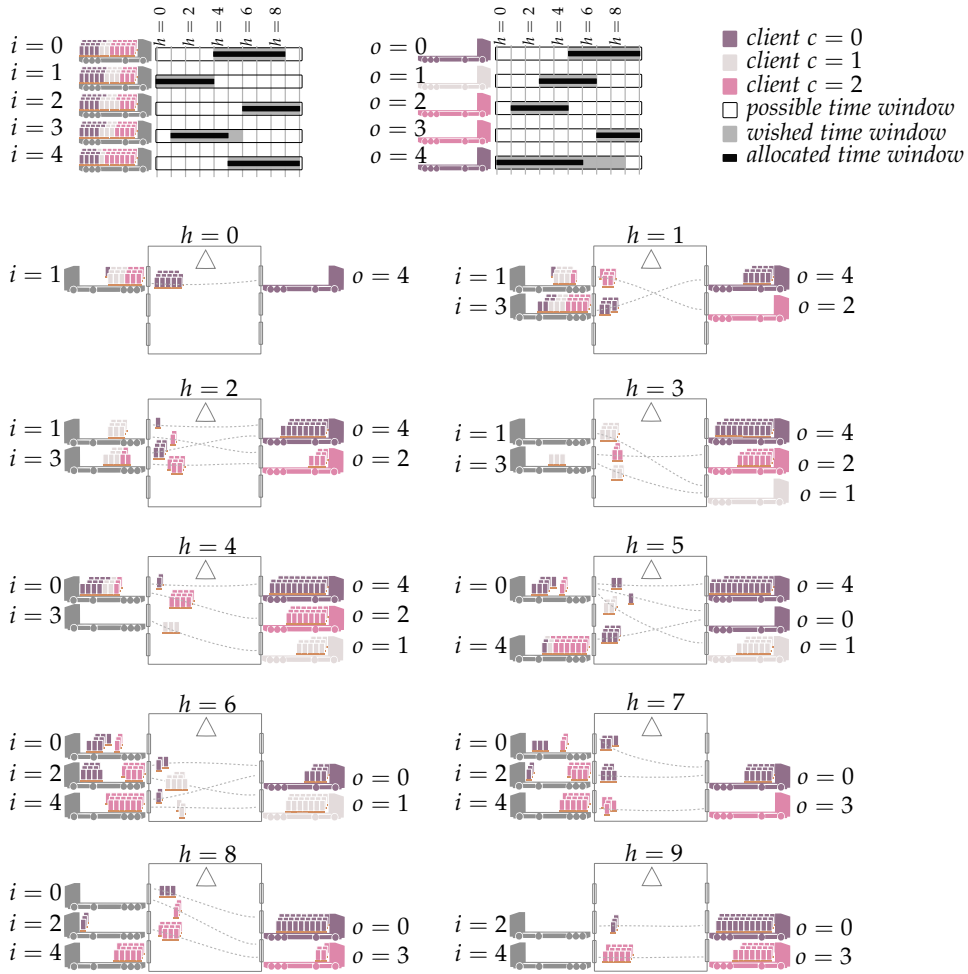 h = 0
h = 2
h = 4
h = 6
h = 8
h = 0
h = 2
h = 4
h = 6
h = 8
i = 0
i = 1
i = 2
i = 3
i = 4
o = 0
o = 1
o = 2
o = 3
o = 4
client c = 0
client c = 1
client c = 2
possible time window
wished time window
allocated time window
h = 0
i = 1
o = 4
h = 1
i = 1
o = 4
i = 3
o = 2
h = 2
i = 1
o = 4
i = 3
o = 2
h = 3
i = 1
o = 4
i = 3
o = 2
o = 1
h = 4
i = 0
o = 4
i = 3
o = 2
o = 1
h = 5
i = 0
o = 4
o = 0
i = 4
o = 1
h = 6
i = 0
i = 2
o = 0
i = 4
o = 1
h = 7
i = 0
i = 2
o = 0
i = 4
o = 3
h = 8
i = 0
i = 2
o = 0
i = 4
o = 3
h = 9
i = 2
o = 0
i = 4
o = 3